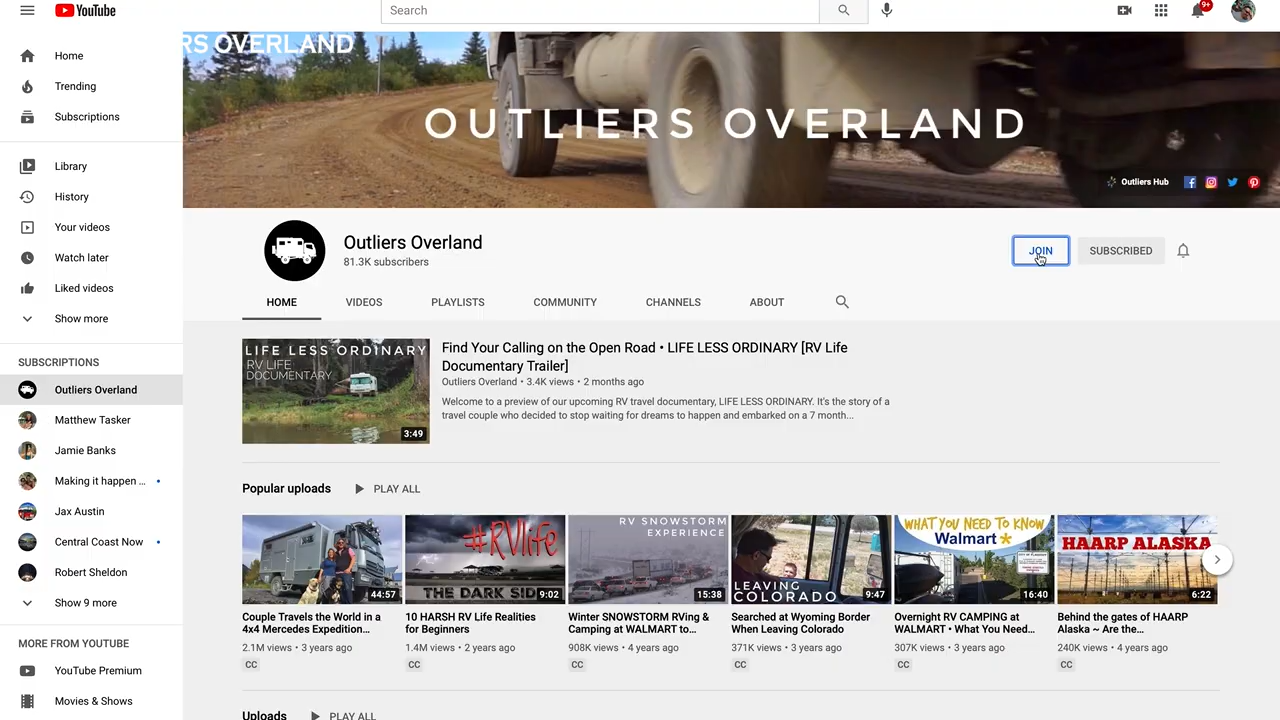 YouTube
Search
9+
Home
Trending
Subscriptions
Library
History
Your videos
Watch later
Liked videos
Show more
SUBSCRIPTIONS
Outliers Overland
Matthew Tasker
Jamie Banks
Making it happen ...
Jax Austin
Central Coast Now
Robert Sheldon
Show 9 more
MORE FROM YOUTUBE
YouTube Premium
Movies & Shows
RS OVERLAND
OUTLIERS OVERLAND
Outliers Hub
Outliers Overland
81.3K subscribers
JOIN
SUBSCRIBED
HOME
VIDEOS
PLAYLISTS
COMMUNITY
CHANNELS
ABOUT
LIFE LESS ORDINARY
RV LIFE
DOCUMENTARY
3:49
Find Your Calling on the Open Road • LIFE LESS ORDINARY [RV Life
Documentary Trailer]
Outliers Overland • 3.4K views • 2 months ago
Welcome to a preview of our upcoming RV travel documentary, LIFE LESS ORDINARY. It's the story of a
travel couple who decided to stop waiting for dreams to happen and embarked on a 7 month...
Popular uploads
PLAY ALL
44:57
Couple Travels the World in a
4x4 Mercedes Expedition...
2.1M views • 3 years ago
CC
#RVlife
THE DARK SIDE
9:02
10 HARSH RV Life Realities
for Beginners
1.4M views • 2 years ago
CC
RV SNOWSTORM
EXPERIENCE
15:38
Winter SNOWSTORM RVing &
Camping at WALMART to...
908K views • 4 years ago
CC
LEAVING
COLORADO
9:47
Searched at Wyoming Border
When Leaving Colorado
371K views • 3 years ago
CC
WHAT YOU NEED TO KNOW
Walmart
16:40
Overnight RV CAMPING at
WALMART • What You Need...
307K views • 3 years ago
CC
HAARP ALASKA
6:22
Behind the gates of HAARP
Alaska ~ Are the...
240K views • 4 years ago
CC
Uploads
PLAY ALL